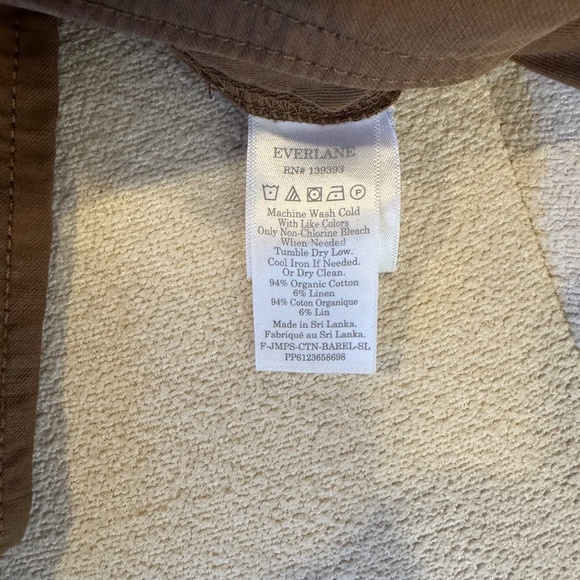 EVERLANE
RN# 139393
P
Machine Wash Cold
With Like Colors
Only Non-Chlorine Bleach
When Needed
Tumble Dry Low.
Cool Iron If Needed.
Or Dry Clean.
94% Organic Cotton
6% Linen
94% Coton Organique
6% Lin
Made in Sri Lanka.
Fabriqué au Sri Lanka.
F-JMPS-CTN-BAREL-SL
PP6123658698